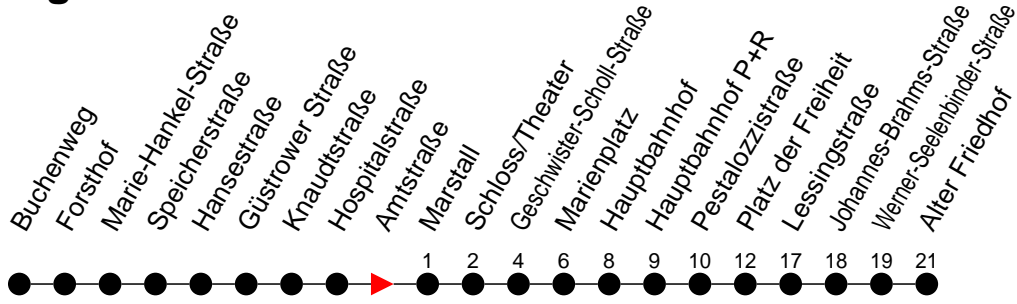 Buchenweg
Forsthof
Marie-Hankel-Straße
Speicherstraße
Hansestraße
Güstrower Straße
Knaudtstraße
Hospitalstraße
Amtstraße
Marstall
Schloss/Theater
Geschwister-Scholl-Straße
Marienplatz
Hauptbahnhof
Hauptbahnhof P+R
Pestalozzistraße
Platz der Freiheit
Lessingstraße
Johannes-Brahms-Straße
Werner-Seelenbinder-Straße
Alter Friedhof
1 2 4 6 8 9 10 12 17 18 19 21